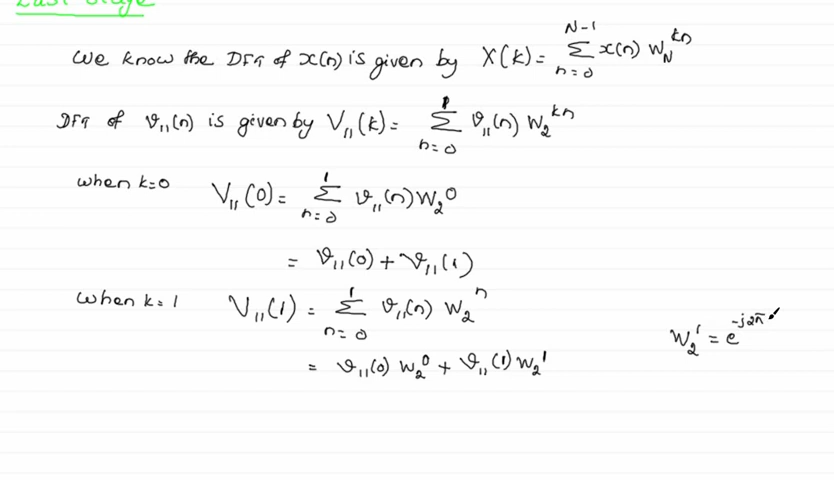 Last Stage
We know the DFT of x(n) is given by X(k) = Σ_{n=0}^{N-1} x(n) W_N^{kn}
DFT of v₁₁(n) is given by V₁₁(k) = Σ_{n=0}^{1} v₁₁(n) W_2^{kn}
when k=0 V₁₁(0) = Σ_{n=0}^{1} v₁₁(n) W_2^0
= v₁₁(0) + v₁₁(1)
when k=1 V₁₁(1) = Σ_{n=0}^{1} v₁₁(n) W_2^n
= v₁₁(0) W_2^0 + v₁₁(1) W_2^1
W_2^1 = e^{-j2π